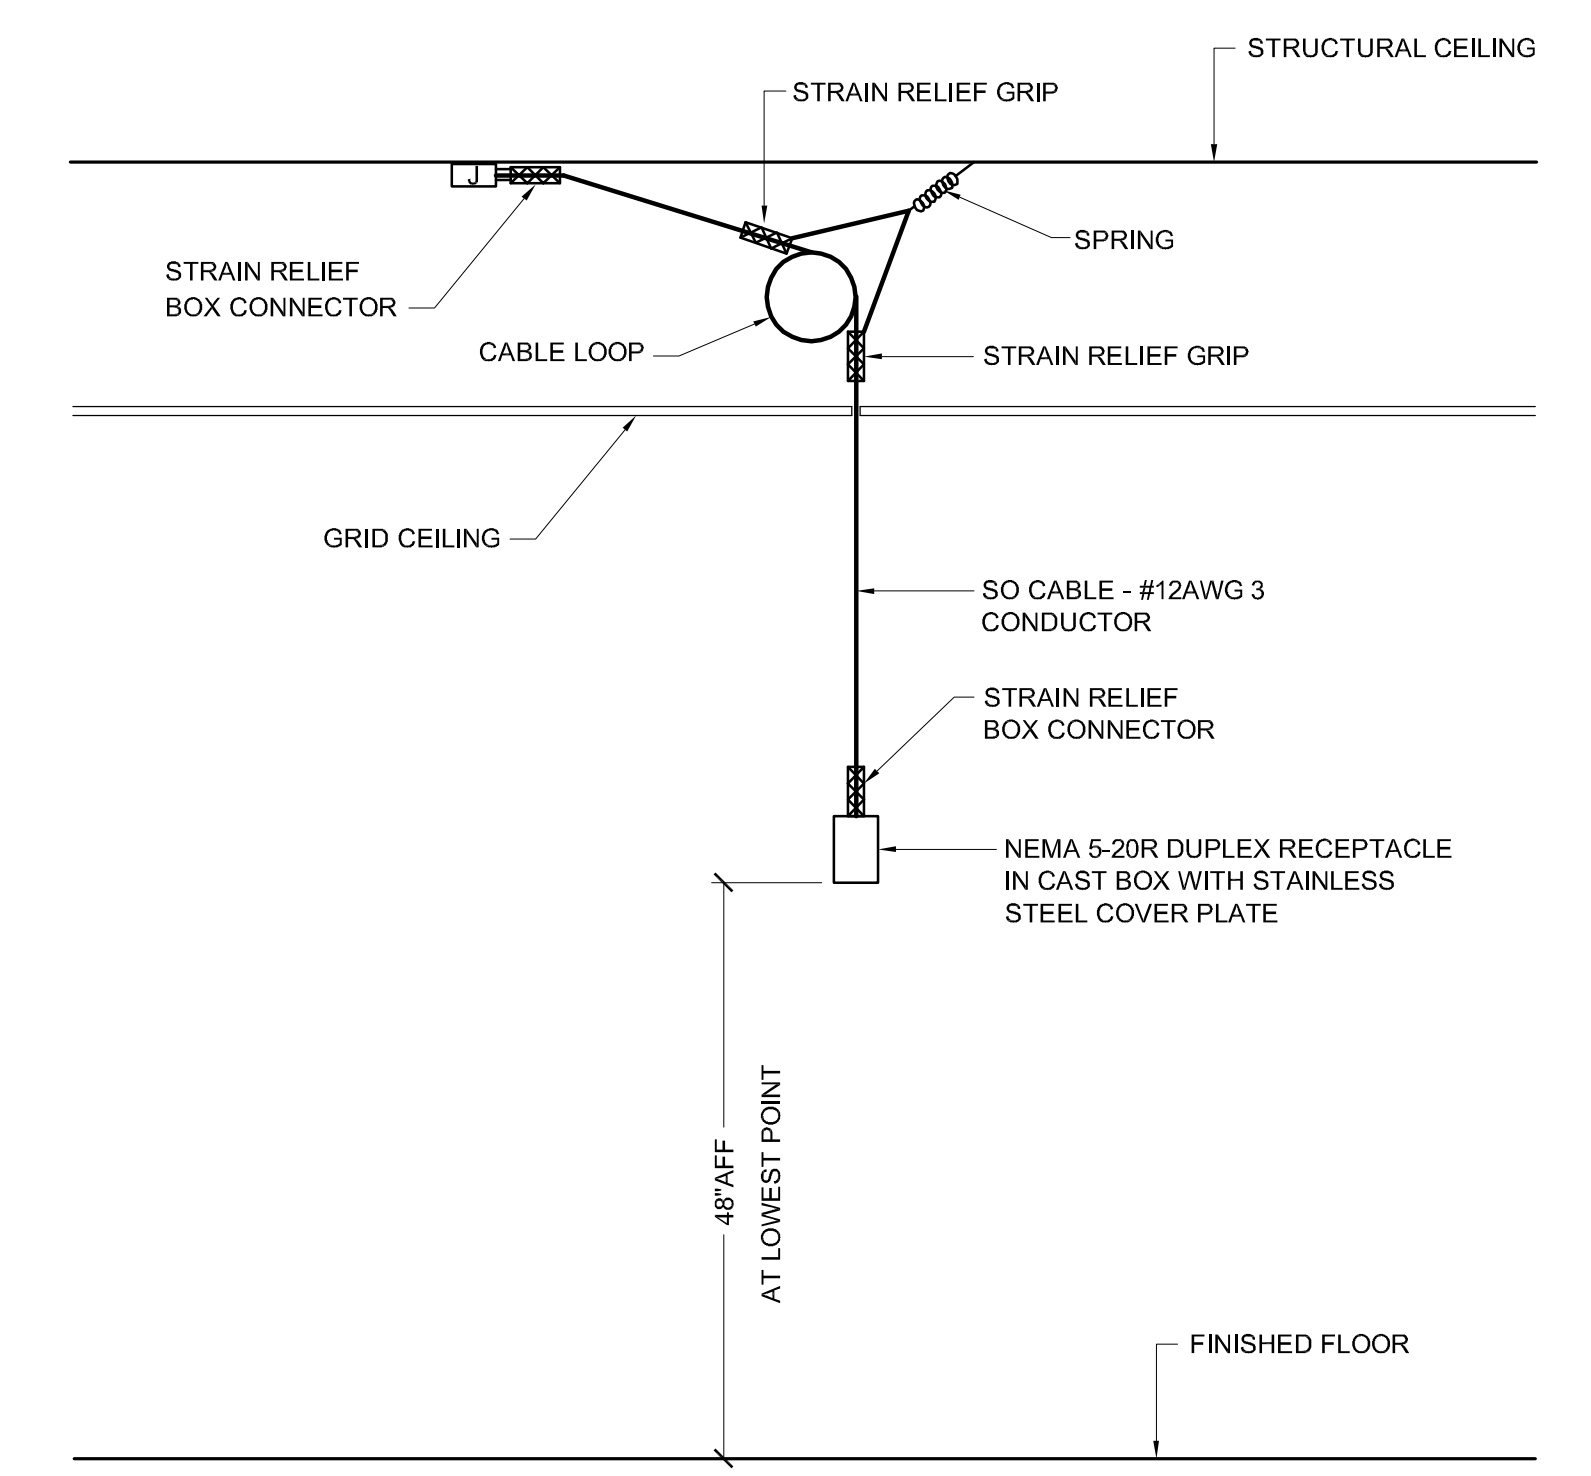 STRUCTURAL CEILING
STRAIN RELIEF GRIP
J
SPRING
STRAIN RELIEF
BOX CONNECTOR
CABLE LOOP
STRAIN RELIEF GRIP
GRID CEILING
SO CABLE - #12AWG 3
CONDUCTOR
STRAIN RELIEF
BOX CONNECTOR
NEMA 5-20R DUPLEX RECEPTACLE
IN CAST BOX WITH STAINLESS
STEEL COVER PLATE
48"AFF
AT LOWEST POINT
FINISHED FLOOR